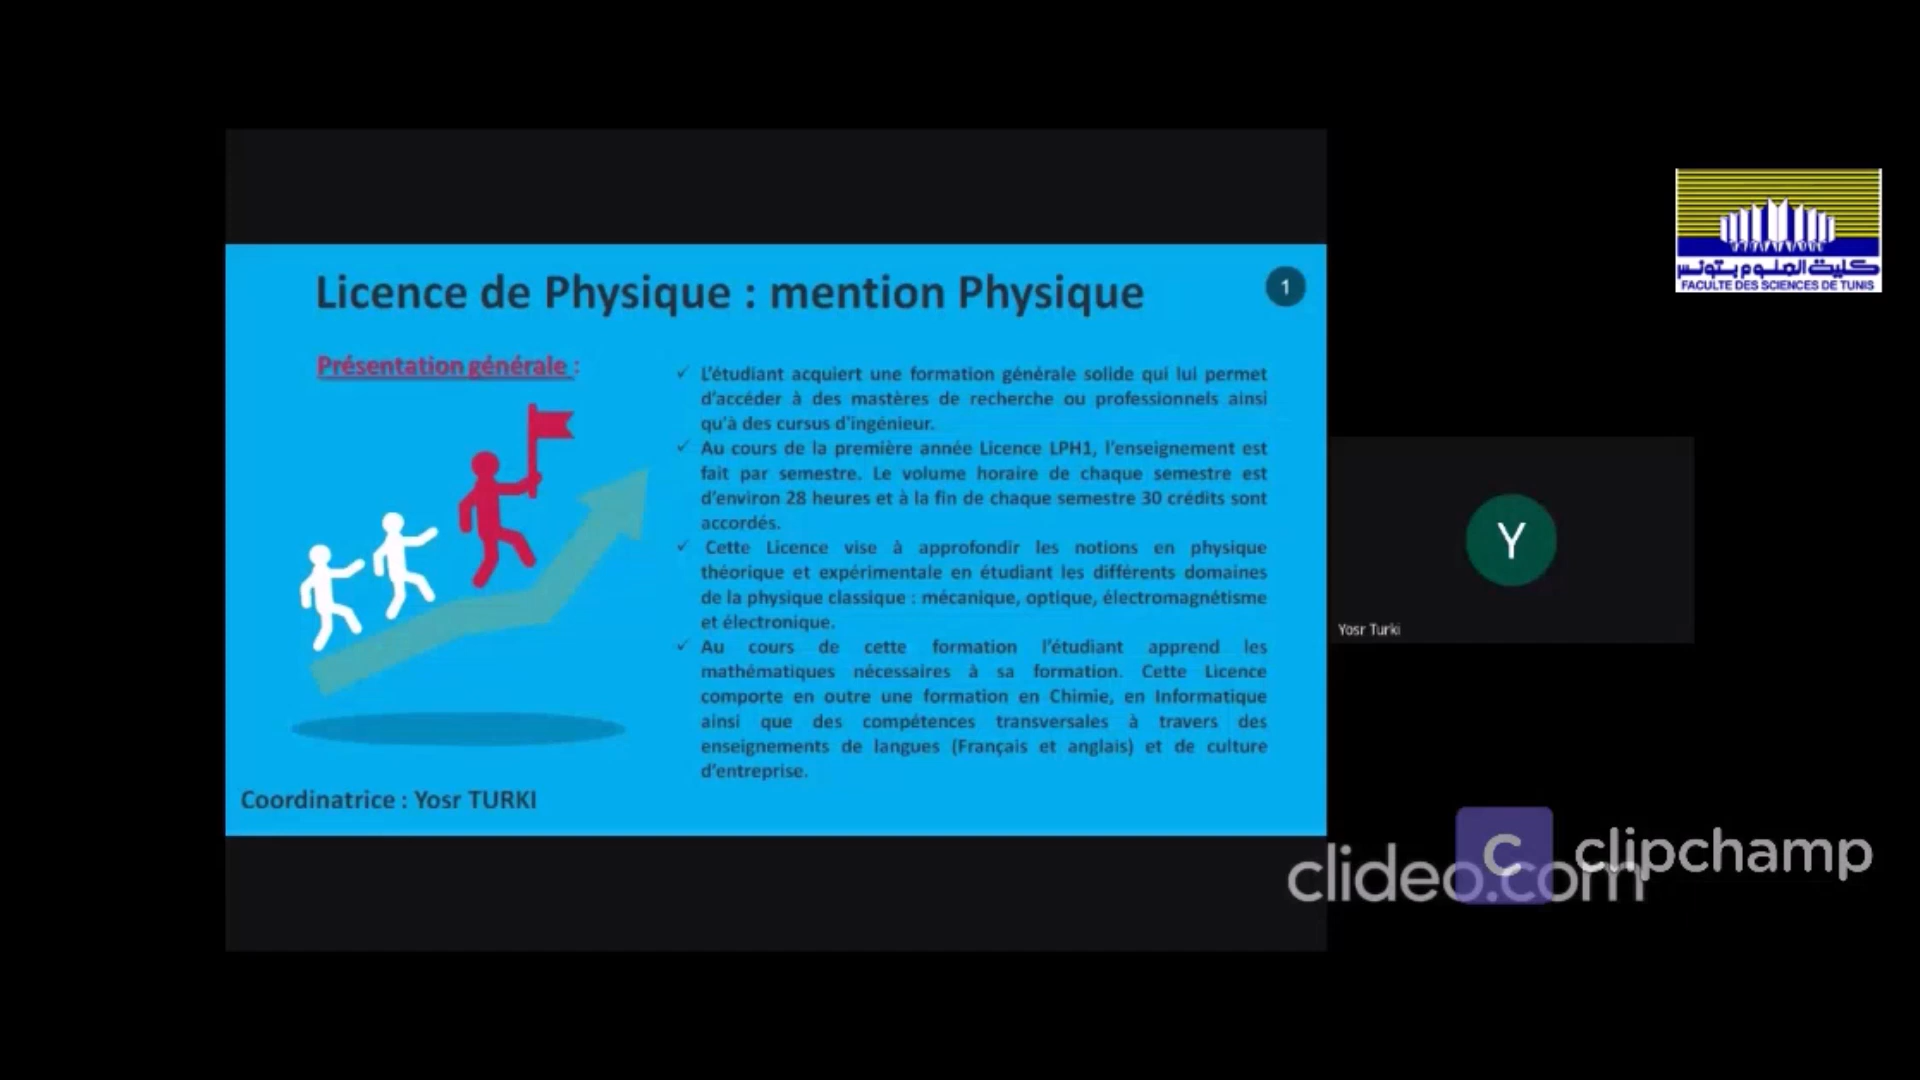 Licence de Physique : mention Physique
1
Présentation générale :
✓ L'étudiant acquiert une formation générale solide qui lui permet
d'accéder à des mastères de recherche ou professionnels ainsi
qu'à des cursus d'ingénieur.
✓ Au cours de la première année Licence LPH1, l'enseignement est
fait par semestre. Le volume horaire de chaque semestre est
d'environ 28 heures et à la fin de chaque semestre 30 crédits sont
accordés.
✓ Cette Licence vise à approfondir les notions en physique
théorique et expérimentale en étudiant les différents domaines
de la physique classique : mécanique, optique, électromagnétisme
et électronique.
✓ Au cours de cette formation l'étudiant apprend les
mathématiques nécessaires à sa formation. Cette Licence
comporte en outre une formation en Chimie, en Informatique
ainsi que des compétences transversales à travers des
enseignements de langues (Français et anglais) et de culture
d'entreprise.
Coordinatrice : Yosr TURKI
كلية العلوم بتونس
FACULTE DES SCIENCES DE TUNIS
Y
Yosr Turki
C clipchamp
clideo.com